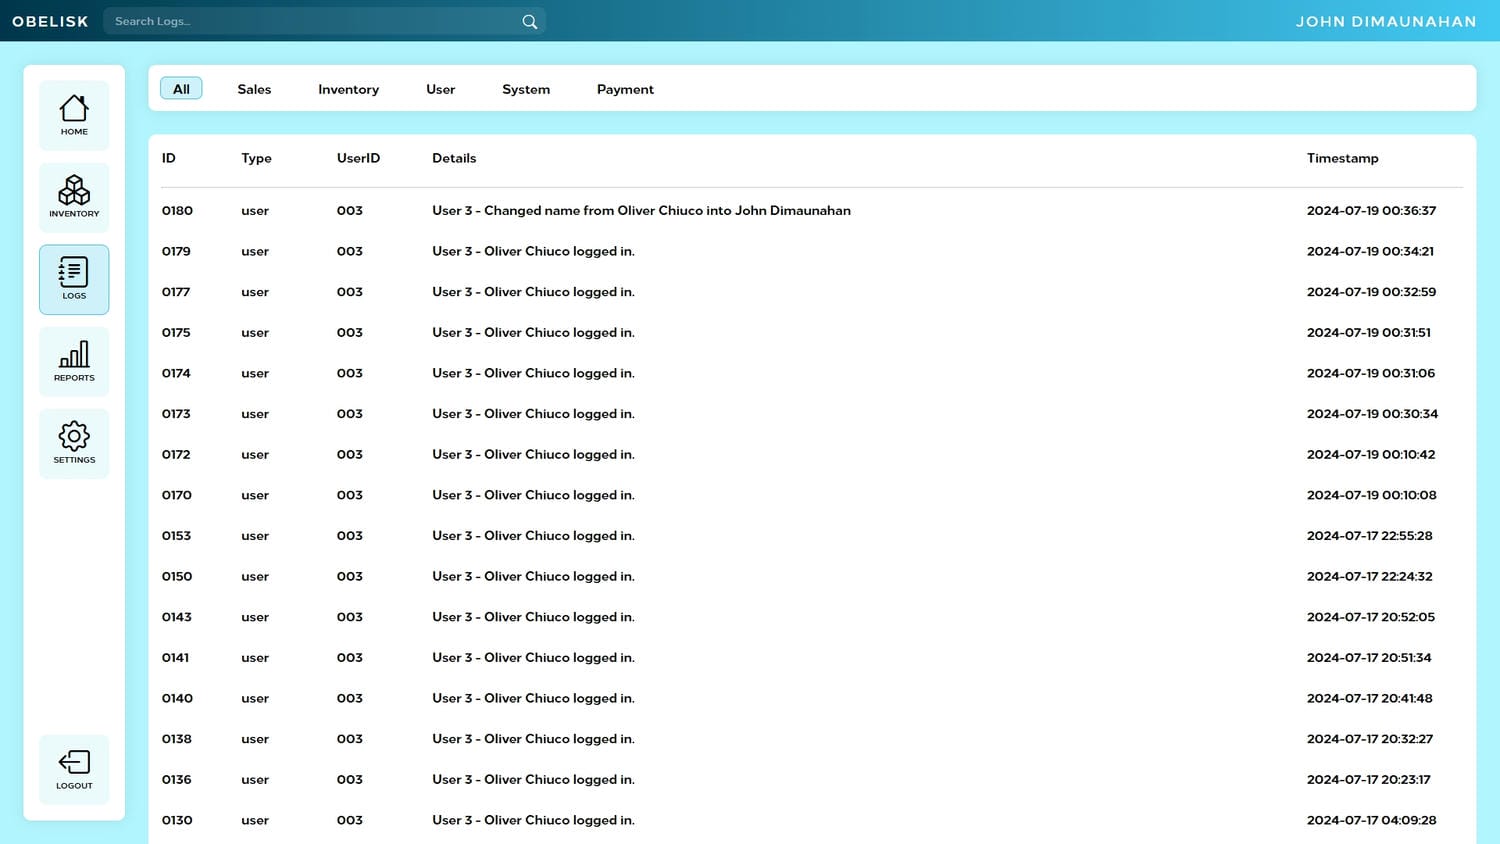 OBELISK Search Logs... JOHN DIMAUNAHAN
HOME
INVENTORY
LOGS
REPORTS
SETTINGS
LOGOUT
All Sales Inventory User System Payment
ID Type UserID Details Timestamp
0180 user 003 User 3 - Changed name from Oliver Chiuco into John Dimaunahan 2024-07-19 00:36:37
0179 user 003 User 3 - Oliver Chiuco logged in. 2024-07-19 00:34:21
0177 user 003 User 3 - Oliver Chiuco logged in. 2024-07-19 00:32:59
0175 user 003 User 3 - Oliver Chiuco logged in. 2024-07-19 00:31:51
0174 user 003 User 3 - Oliver Chiuco logged in. 2024-07-19 00:31:06
0173 user 003 User 3 - Oliver Chiuco logged in. 2024-07-19 00:30:34
0172 user 003 User 3 - Oliver Chiuco logged in. 2024-07-19 00:10:42
0170 user 003 User 3 - Oliver Chiuco logged in. 2024-07-19 00:10:08
0153 user 003 User 3 - Oliver Chiuco logged in. 2024-07-17 22:55:28
0150 user 003 User 3 - Oliver Chiuco logged in. 2024-07-17 22:24:32
0143 user 003 User 3 - Oliver Chiuco logged in. 2024-07-17 20:52:05
0141 user 003 User 3 - Oliver Chiuco logged in. 2024-07-17 20:51:34
0140 user 003 User 3 - Oliver Chiuco logged in. 2024-07-17 20:41:48
0138 user 003 User 3 - Oliver Chiuco logged in. 2024-07-17 20:32:27
0136 user 003 User 3 - Oliver Chiuco logged in. 2024-07-17 20:23:17
0130 user 003 User 3 - Oliver Chiuco logged in. 2024-07-17 04:09:28